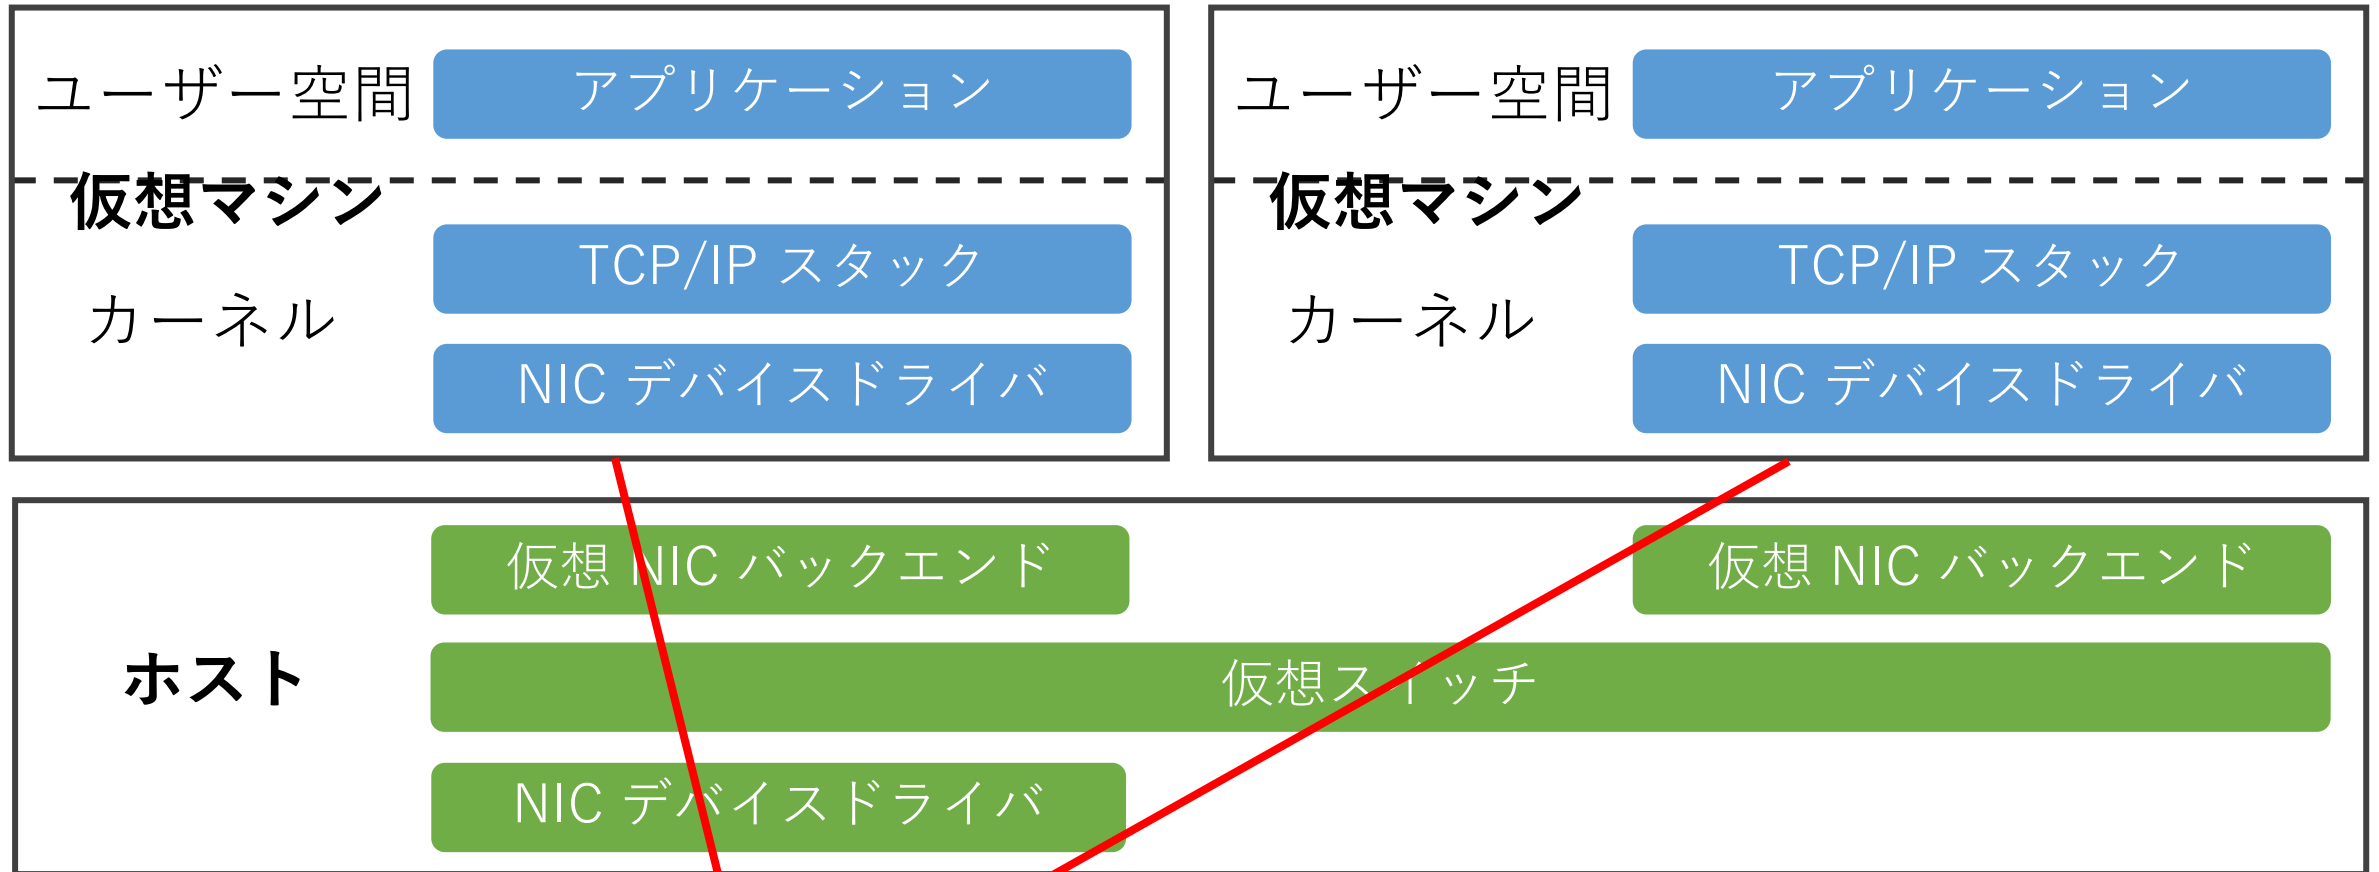 ユーザー空間
アプリケーション
仮想マシン
TCP/IP スタック
カーネル
NIC デバイスドライバ
ユーザー空間
アプリケーション
仮想マシン
TCP/IP スタック
カーネル
NIC デバイスドライバ
仮想 NIC バックエンド
仮想 NIC バックエンド
ホスト
仮想スイッチ
NIC デバイスドライバ